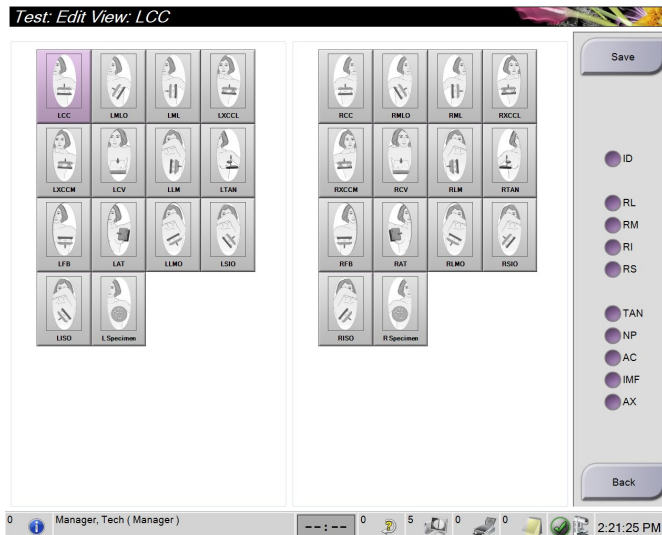 Test: Edit View: LCC
LCC LMLO LML LXCCL
LXCCM LCV LLM LTAN
LFB LAT LLMO LSIO
LISO L Specimen
RCC RMLO RML RXCCL
RXCCM RCV RLM RTAN
RFB RAT RLMO RSIO
RISO R Specimen
Save
ID
RL
RM
RI
RS
TAN
NP
AC
IMF
AX
Back
0 Manager, Tech ( Manager ) --:-- 0 5 0 0 2:21:25 PM